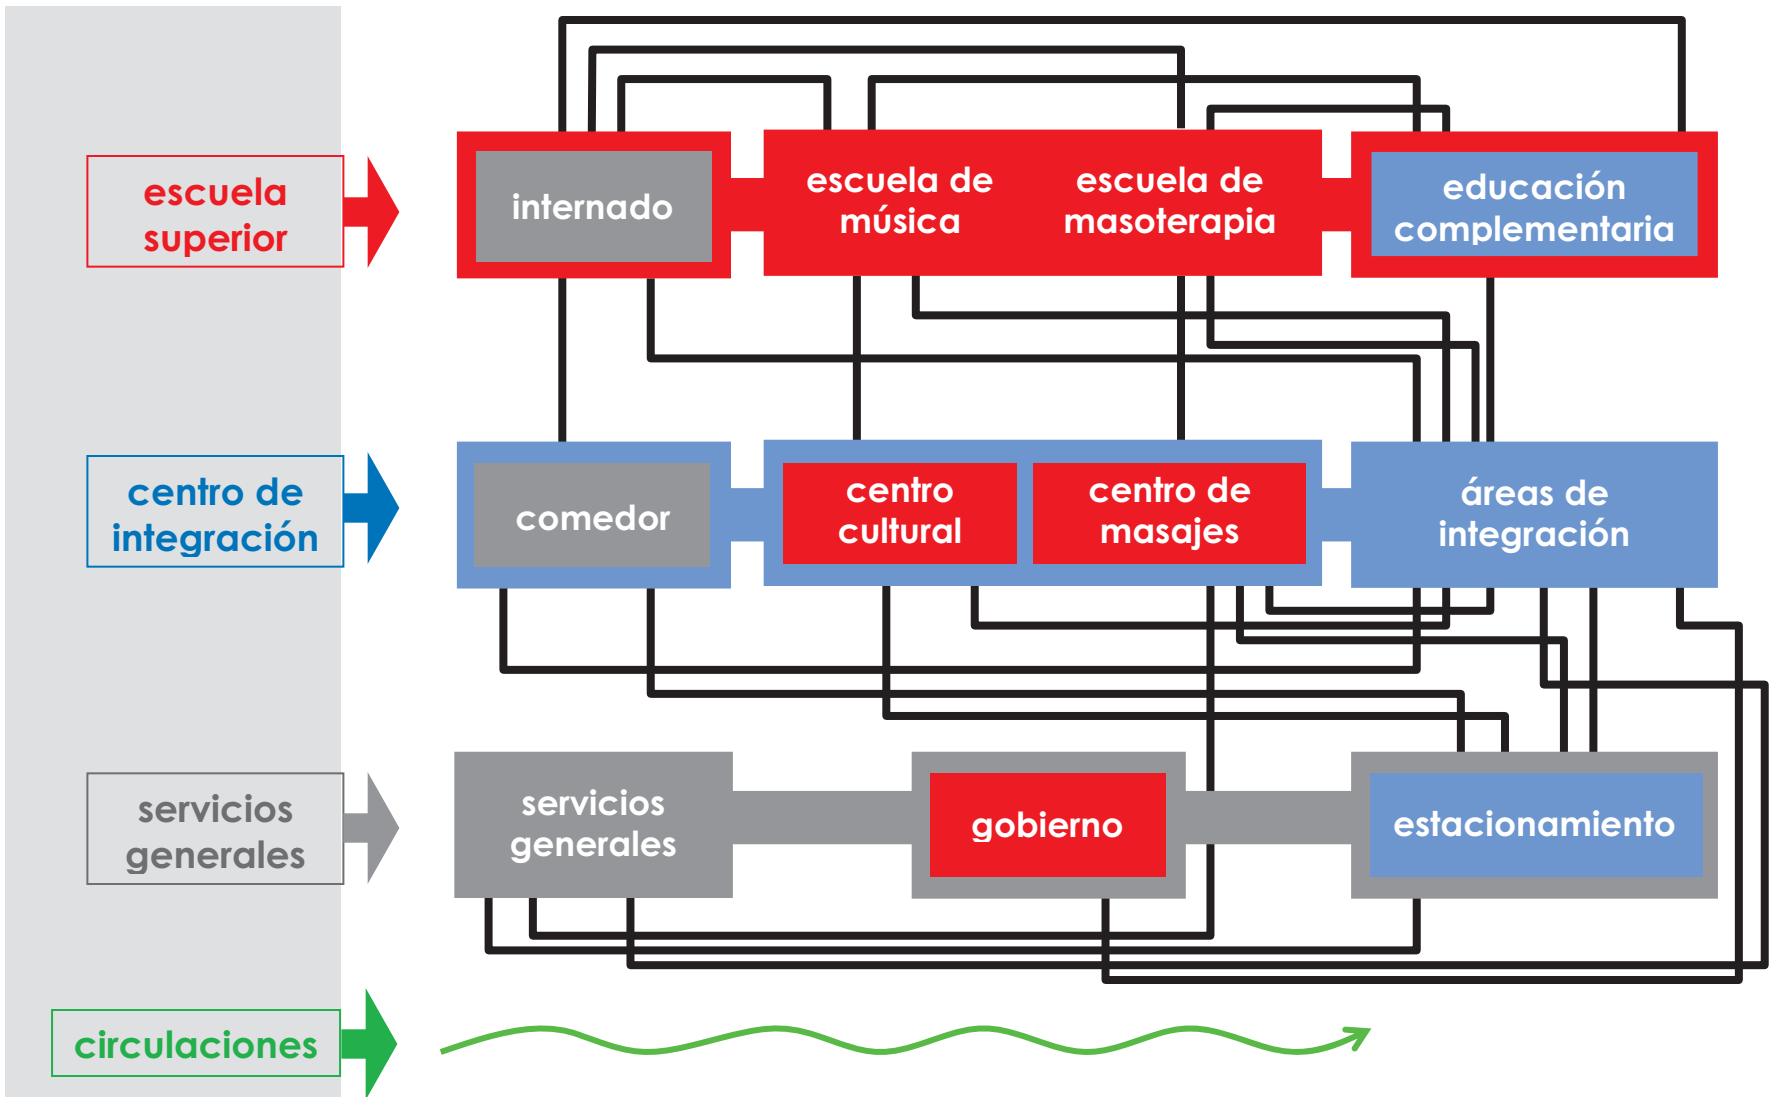 escuela
superior
internado
escuela de
música
escuela de
masoterapia
educación
complementaria
centro de
integración
comedor
centro
cultural
centro de
masajes
áreas de
integración
servicios
generales
servicios
generales
gobierno
estacionamiento
circulaciones